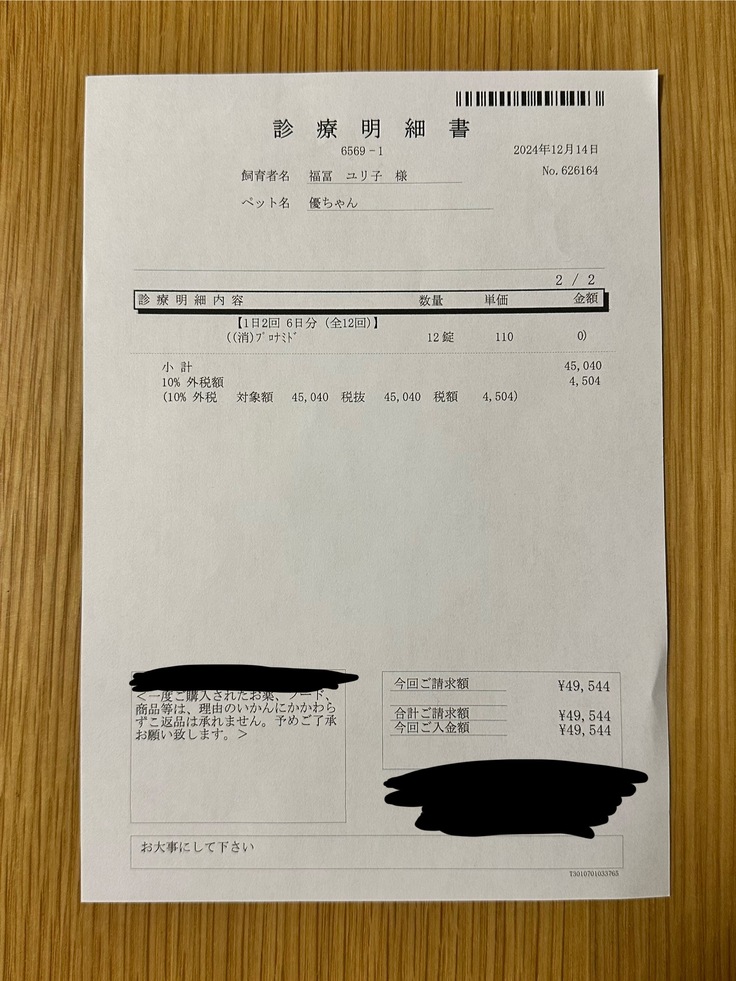 診療明細書
6569-1
2024年12月14日
No.626164
飼育者名 福冨 ユリ子 様
ペット名 優ちゃん
2 / 2
診療明細内容 数量 単価 金額
【1日2回 6日分 (全12回)】
((消)ﾌﾟﾛﾅﾐﾄﾞ 12錠 110 0)
小計 45,040
10% 外税額 4,504
(10% 外税 対象額 45,040 税抜 45,040 税額 4,504)
<一度ご購入されたお薬、フード、
商品等は、理由のいかんにかかわら
ずご返品は承れません。予めご了承
お願い致します。>
今回ご請求額 ¥49,544
合計ご請求額 ¥49,544
今回ご入金額 ¥49,544
お大事にして下さい
T3010701033765